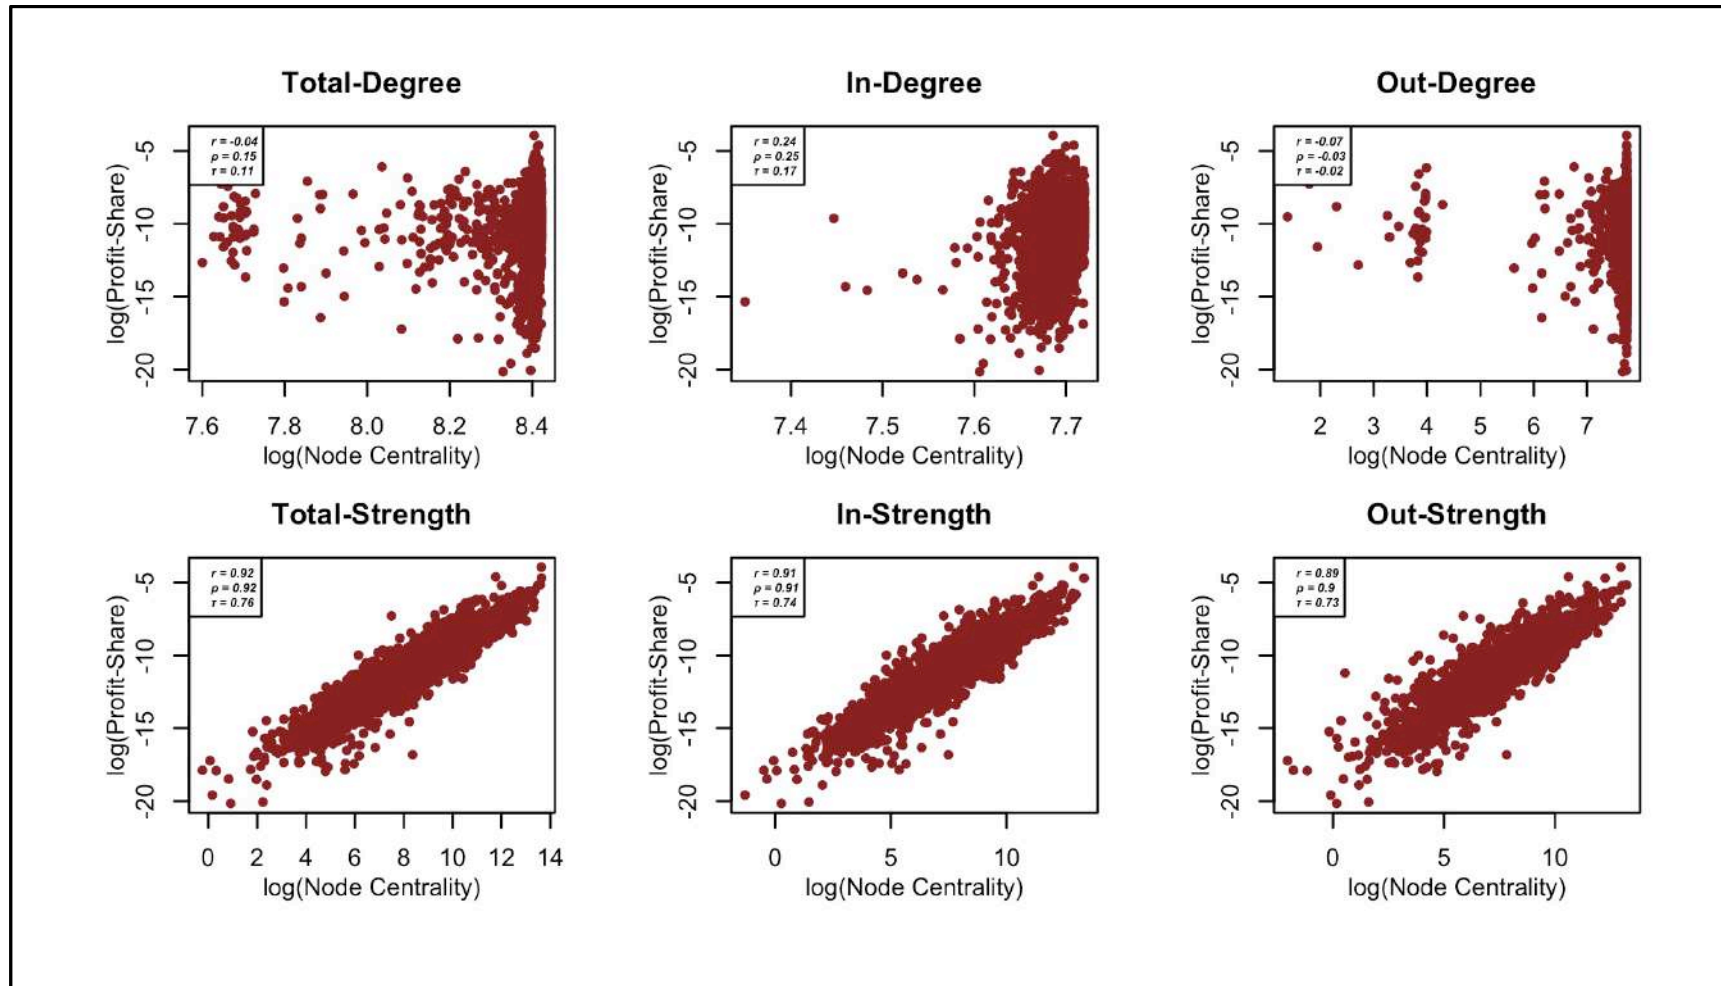 Total-Degree
r = -0.04
ρ = 0.15
τ = 0.11
log(Profit-Share)
-5
-10
-15
-20
7.6 7.8 8.0 8.2 8.4
log(Node Centrality)
In-Degree
r = 0.24
ρ = 0.25
τ = 0.17
log(Profit-Share)
-5
-10
-15
-20
7.4 7.5 7.6 7.7
log(Node Centrality)
Out-Degree
r = -0.07
ρ = -0.03
τ = -0.02
log(Profit-Share)
-5
-10
-15
-20
2 3 4 5 6 7
log(Node Centrality)
Total-Strength
r = 0.92
ρ = 0.92
τ = 0.76
log(Profit-Share)
-5
-10
-15
-20
0 2 4 6 8 10 12 14
log(Node Centrality)
In-Strength
r = 0.91
ρ = 0.91
τ = 0.74
log(Profit-Share)
-5
-10
-15
-20
0 5 10
log(Node Centrality)
Out-Strength
r = 0.89
ρ = 0.9
τ = 0.73
log(Profit-Share)
-5
-10
-15
-20
0 5 10
log(Node Centrality)